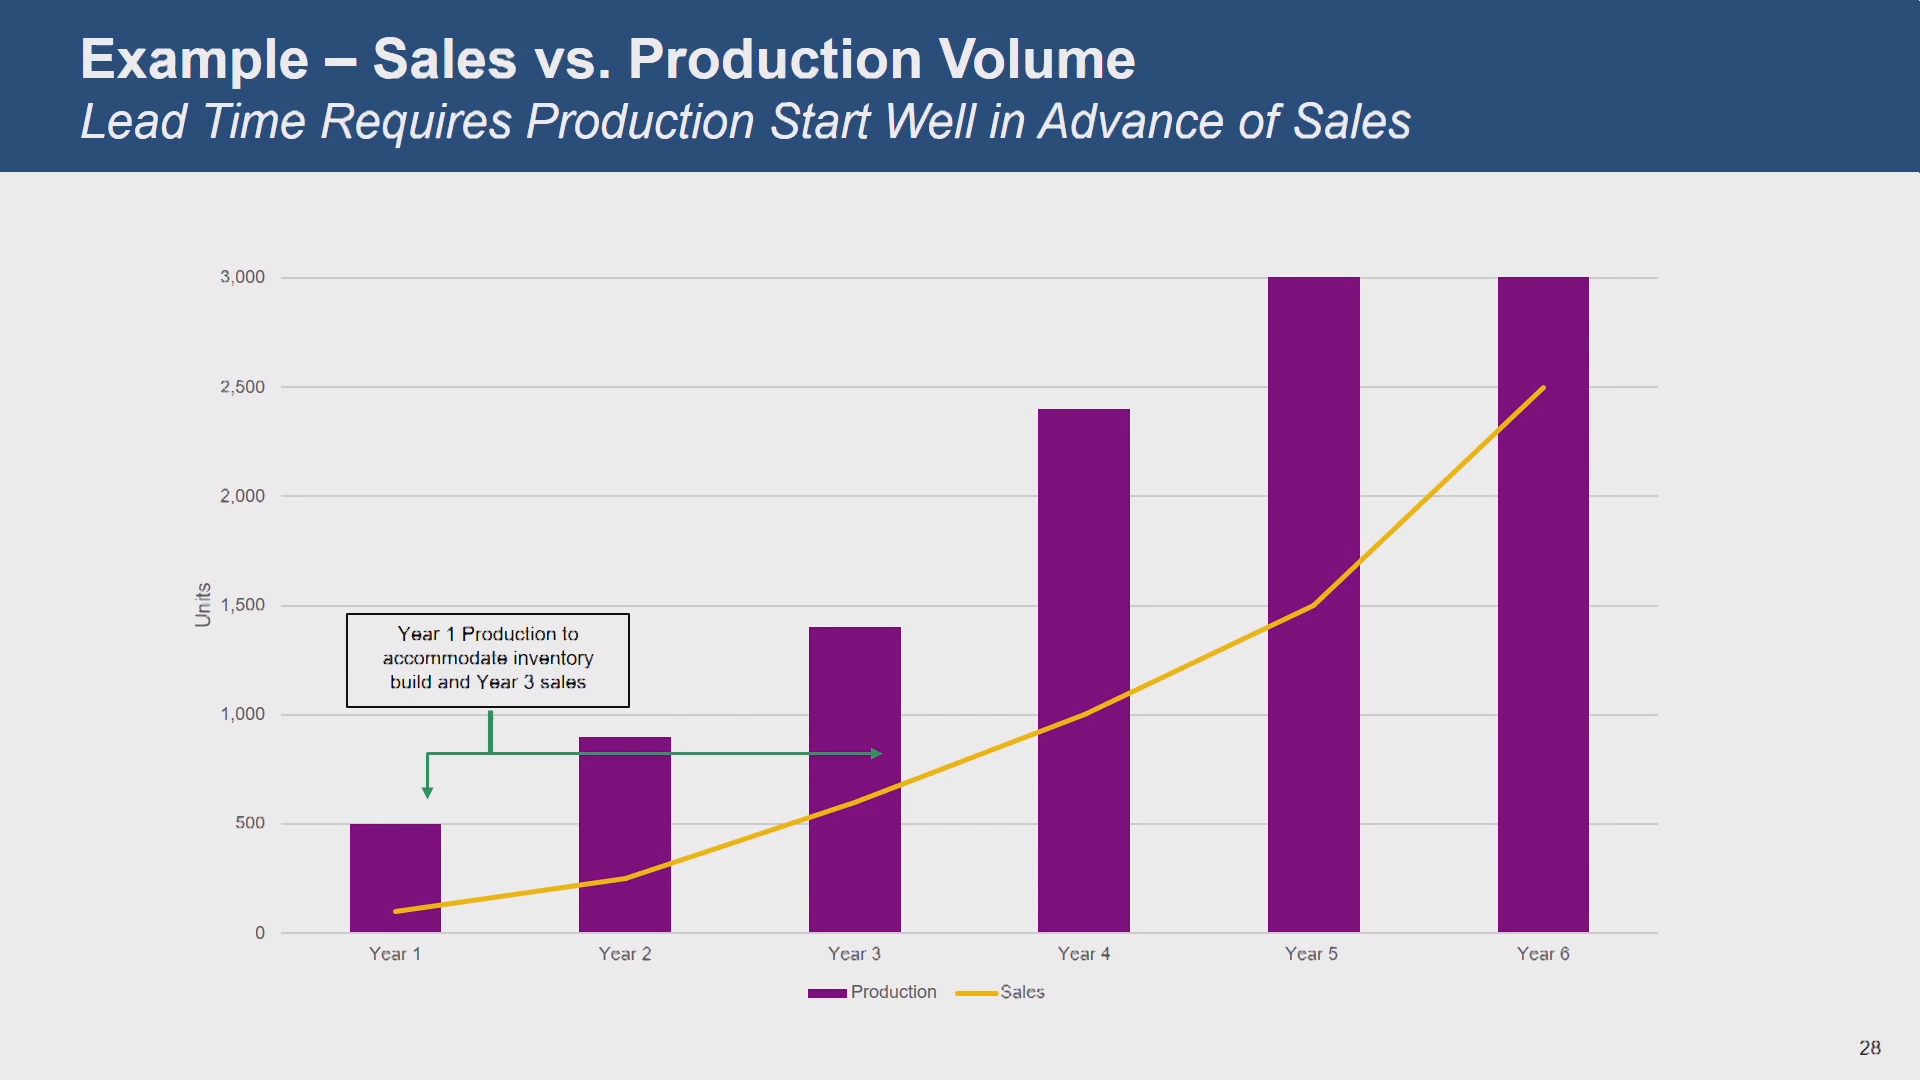 Example – Sales vs. Production Volume
Lead Time Requires Production Start Well in Advance of Sales
3,000
2,500
2,000
1,500
1,000
500
0
Units
Year 1 Production to
accommodate inventory
build and Year 3 sales
Year 1
Year 2
Year 3
Year 4
Year 5
Year 6
Production
Sales
28